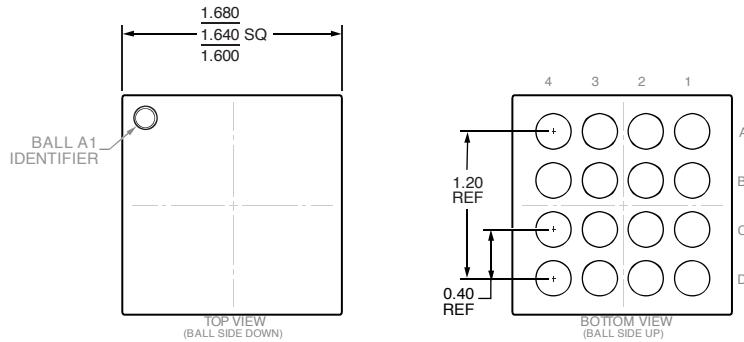 1.680
1.640 SQ
1.600
BALL A1
IDENTIFIER
TOP VIEW
(BALL SIDE DOWN)
4 3 2 1
A
B
C
D
1.20
REF
0.40
REF
BOTTOM VIEW
(BALL SIDE UP)